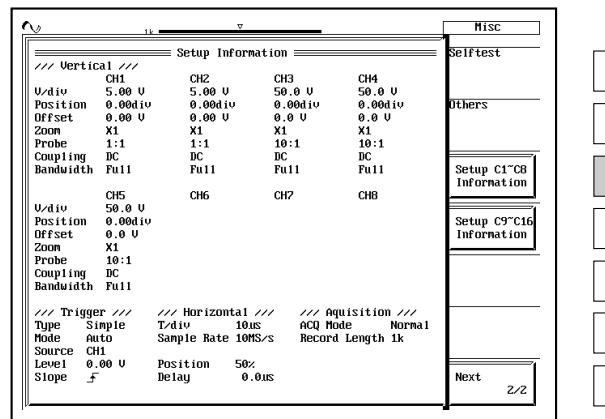 Misc
1k
Setup Information
/// Vertical ///
CH1 CH2 CH3 CH4
V/div 5.00 V 5.00 V 50.0 V 50.0 V
Position 0.00div 0.00div 0.00div 0.00div
Offset 0.00 V 0.00 V 0.0 V 0.0 V
Zoom X1 X1 X1 X1
Probe 1:1 1:1 10:1 10:1
Coupling DC DC DC DC
Bandwidth Full Full Full Full
CH5 CH6 CH7 CH8
V/div 50.0 V
Position 0.00div
Offset 0.0 V
Zoom X1
Probe 10:1
Coupling DC
Bandwidth Full
/// Trigger /// /// Horizontal /// /// Aquisition ///
Type Simple T/div 10us ACQ Mode Normal
Mode Auto Sample Rate 10MS/s Record Length 1k
Source CH1
Level 0.00 V Position 50%
Slope Delay 0.0us
Selftest
Others
Setup C1~C8
Information
Setup C9~C16
Information
Next
2/2